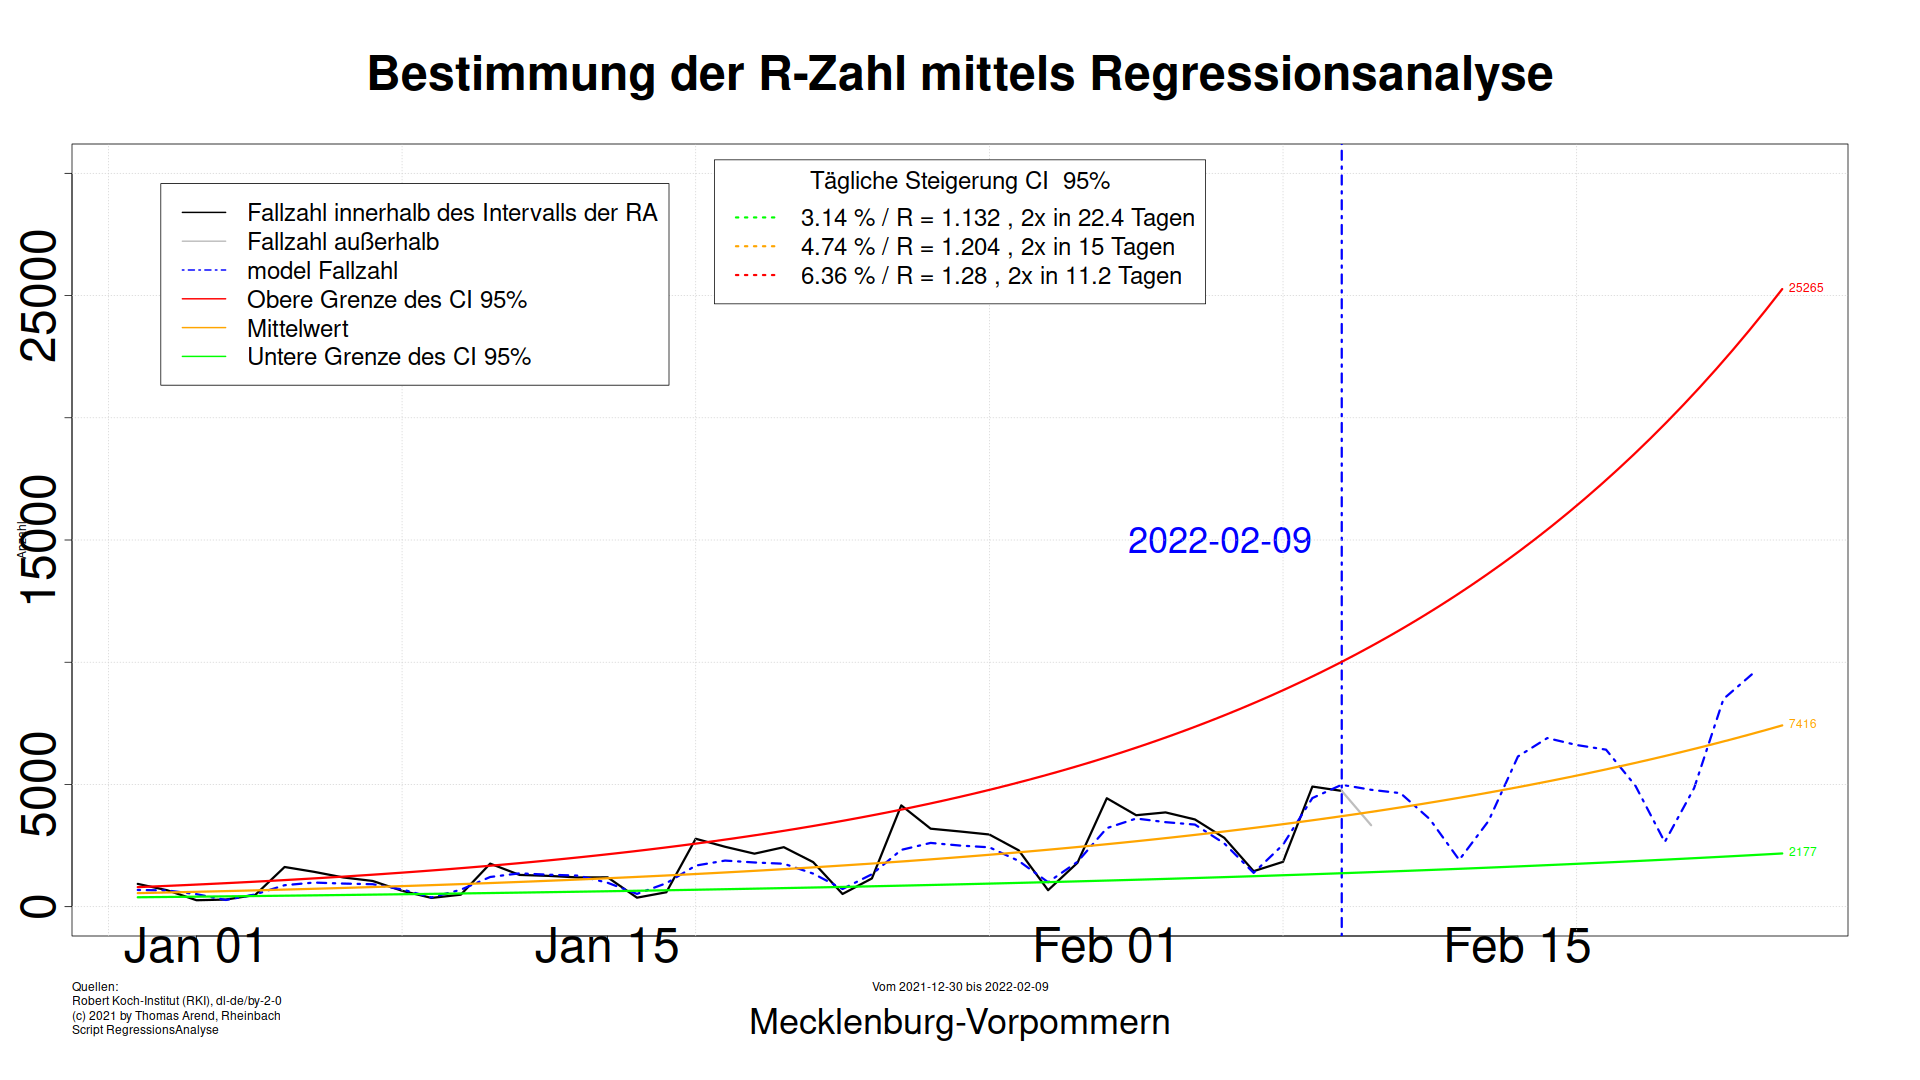 Bestimmung der R-Zahl mittels Regressionsanalyse
Fallzahl innerhalb des Intervalls der RA
Fallzahl außerhalb
model Fallzahl
Obere Grenze des CI 95%
Mittelwert
Untere Grenze des CI 95%
Tägliche Steigerung CI  95%
3.14 % / R = 1.132 , 2x in 22.4 Tagen
4.74 % / R = 1.204 , 2x in 15 Tagen
6.36 % / R = 1.28 , 2x in 11.2 Tagen
25000
15000
5000
0
Anzahl
2022-02-09
25265
7416
2177
Jan 01
Jan 15
Feb 01
Feb 15
Quellen:
Robert Koch-Institut (RKI), dl-de/by-2-0
(c) 2021 by Thomas Arend, Rheinbach
Script RegressionsAnalyse
Vom 2021-12-30 bis 2022-02-09
Mecklenburg-Vorpommern